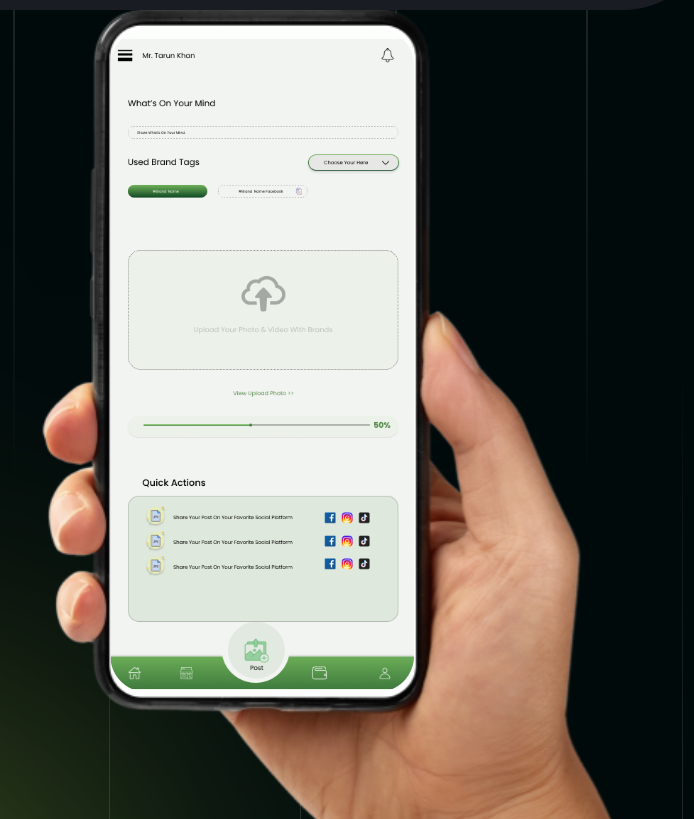 Mr. Tarun Khan
What's On Your Mind
Share Whats On Your Mind
Used Brand Tags
Choose Your Here
#Brand Name
#Brand Name Facebook
Upload Your Photo & Video With Brands
View Upload Photo >>
50%
Quick Actions
Share Your Post On Your Favorite Social Platform
Share Your Post On Your Favorite Social Platform
Share Your Post On Your Favorite Social Platform
Post